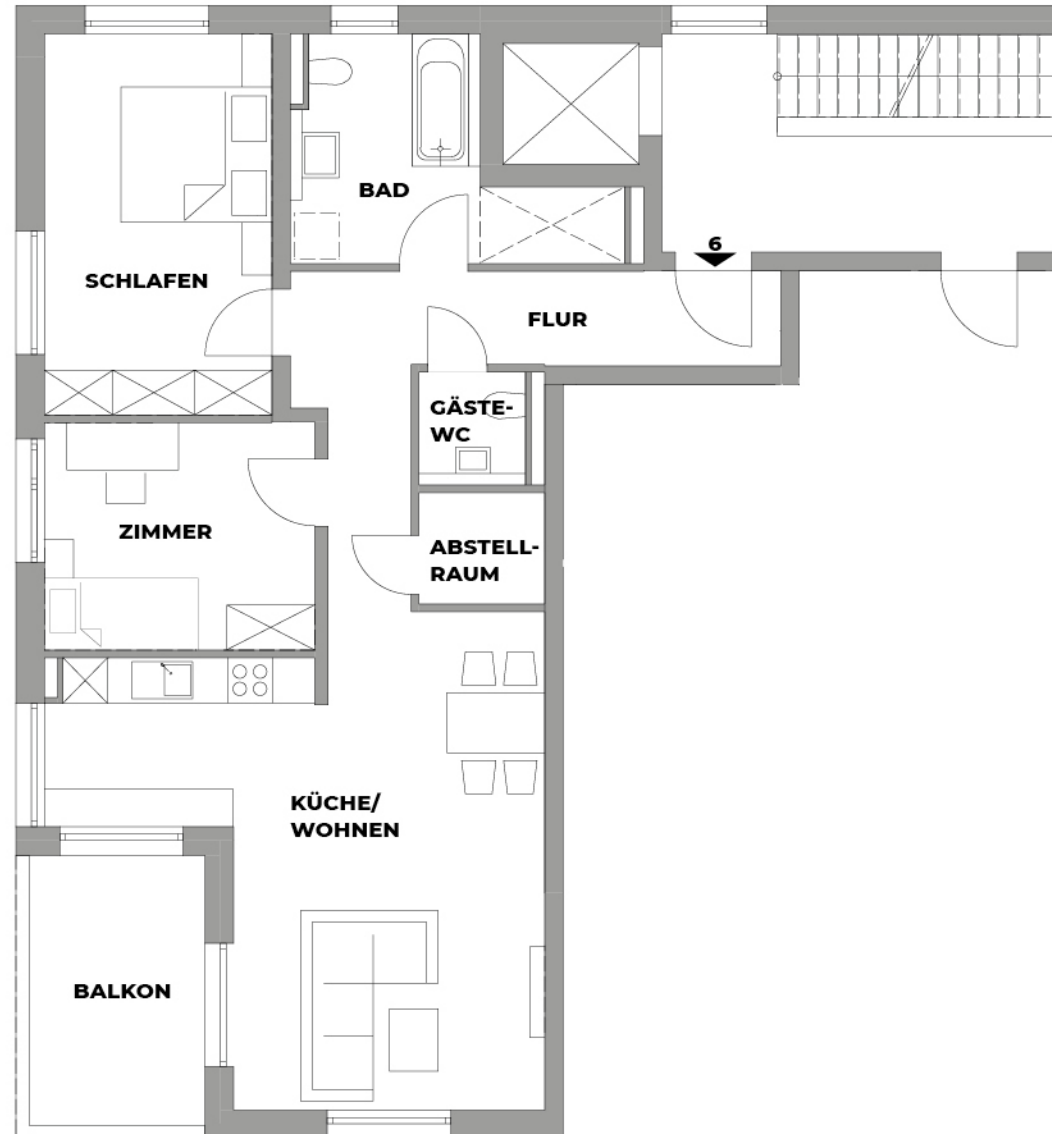 BAD
6
SCHLAFEN
FLUR
GÄSTE-
WC
ZIMMER
ABSTELL-
RAUM
KÜCHE/
WOHNEN
BALKON